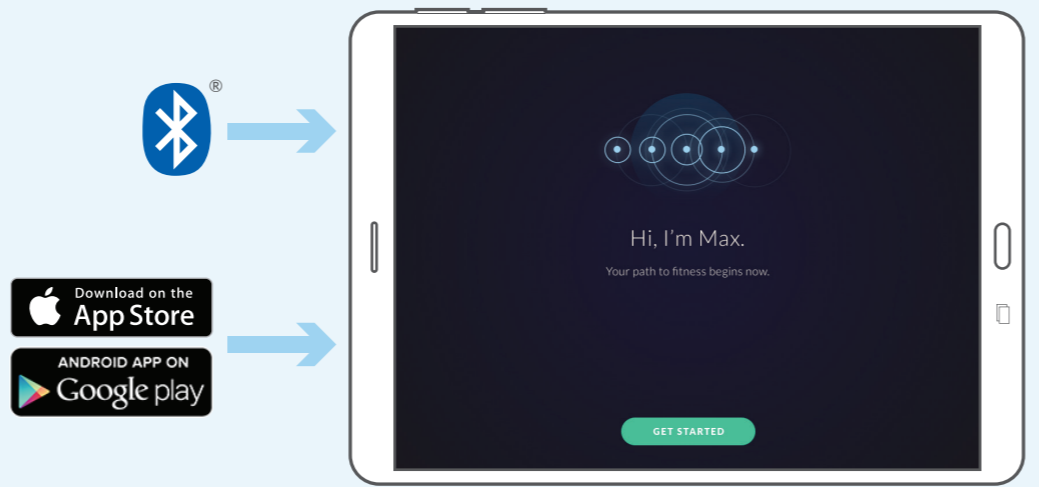 ®
Hi, I’m Max.
Your path to fitness begins now.
Download on the
App Store
ANDROID APP ON
Google play
GET STARTED